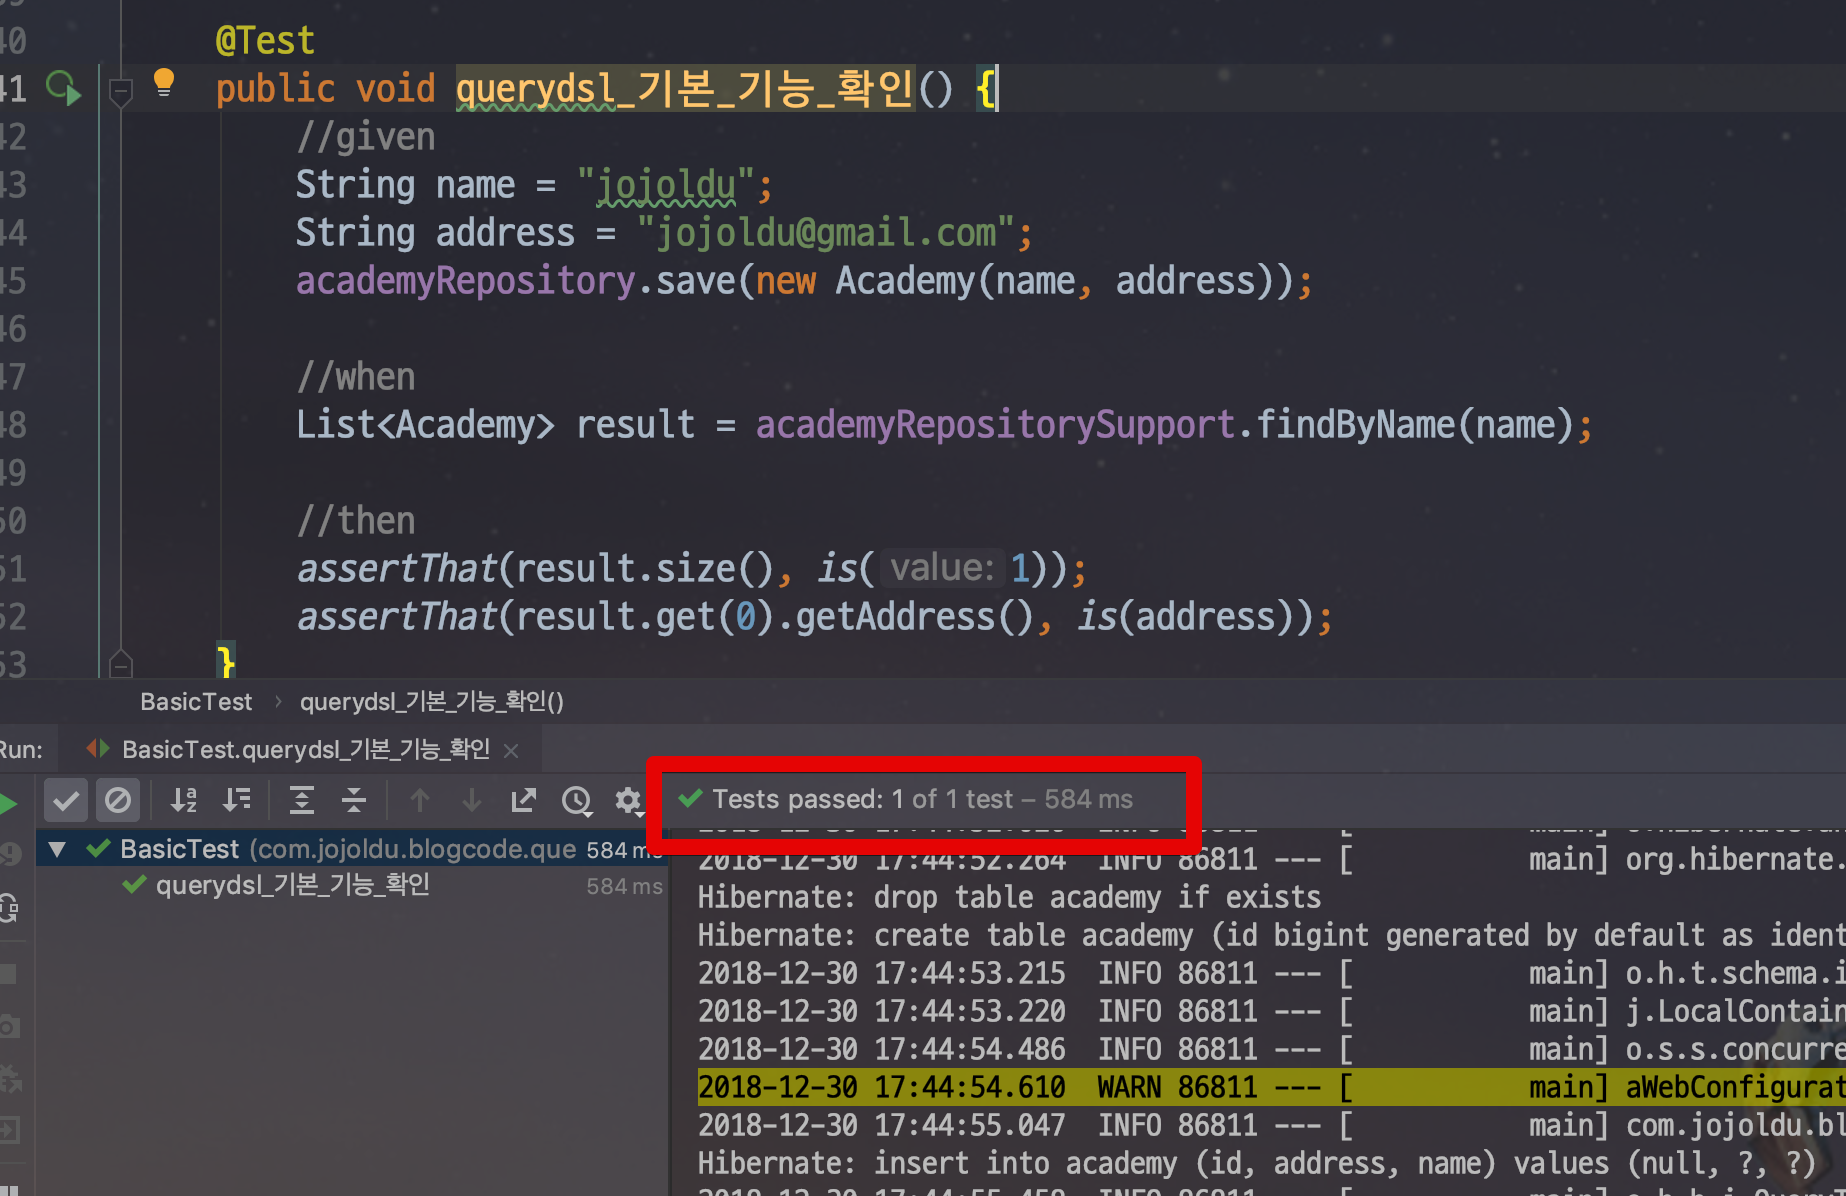 40 @Test
41 public void querydsl_기본_기능_확인() {
42 //given
43 String name = "jojoldu";
44 String address = "jojoldu@gmail.com";
45 academyRepository.save(new Academy(name, address));
46
47 //when
48 List<Academy> result = academyRepositorySupport.findByName(name);
49
50 //then
51 assertThat(result.size(), is( value: 1));
52 assertThat(result.get(0).getAddress(), is(address));
53 }
BasicTest › querydsl_기본_기능_확인()
Run: BasicTest.querydsl_기본_기능_확인 ×
Tests passed: 1 of 1 test – 584 ms
BasicTest (com.jojoldu.blogcode.que 584 ms
querydsl_기본_기능_확인 584 ms
2018-12-30 17:44:52.264 INFO 86811 --- [ main] org.hibernate.
Hibernate: drop table academy if exists
Hibernate: create table academy (id bigint generated by default as ident
2018-12-30 17:44:53.215 INFO 86811 --- [ main] o.h.t.schema.i
2018-12-30 17:44:53.220 INFO 86811 --- [ main] j.LocalContain
2018-12-30 17:44:54.486 INFO 86811 --- [ main] o.s.s.concurre
2018-12-30 17:44:54.610 WARN 86811 --- [ main] aWebConfigurat
2018-12-30 17:44:55.047 INFO 86811 --- [ main] com.jojoldu.bl
Hibernate: insert into academy (id, address, name) values (null, ?, ?)